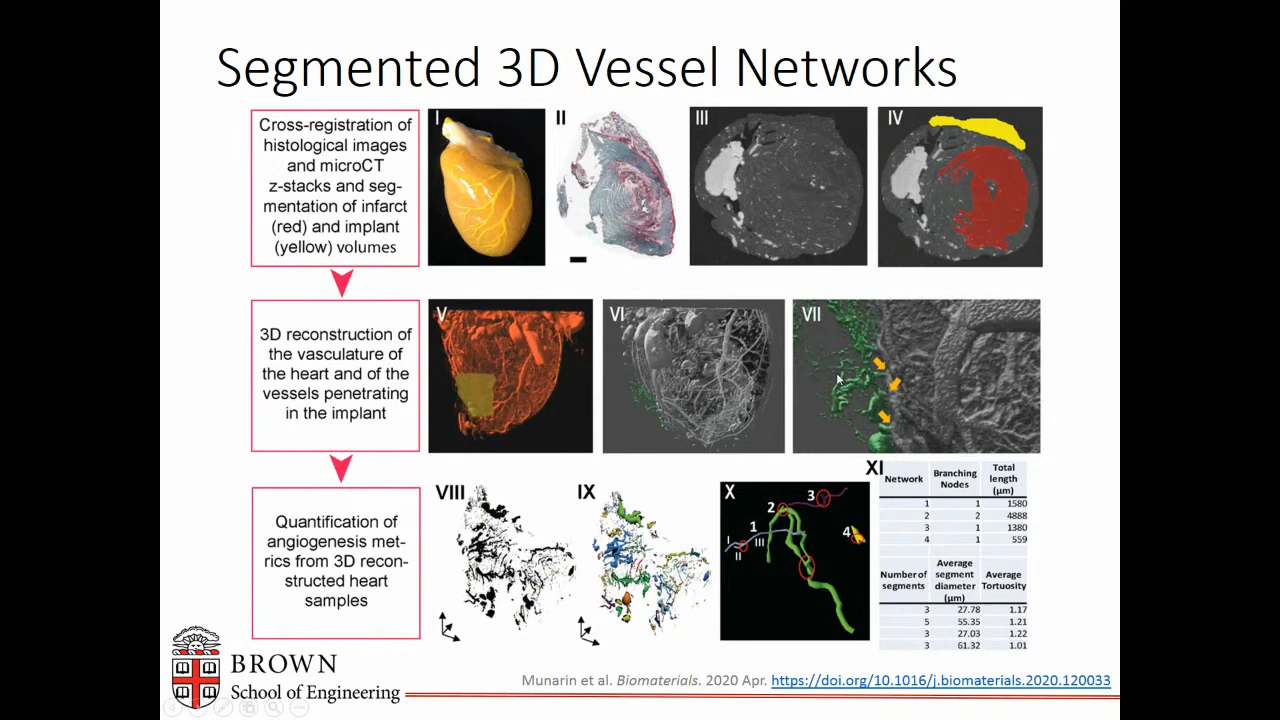 Segmented 3D Vessel Networks
Cross-registration of
histological images
and microCT
z-stacks and seg-
mentation of infarct
(red) and implant
(yellow) volumes
I
II
III
IV
3D reconstruction of
the vasculature of
the heart and of the
vessels penetrating
in the implant
V
VI
VII
Quantification of
angiogenesis met-
rics from 3D recon-
structed heart
samples
VIII
IX
X
1
2
3
4
I
II
III
XI
Network Branching Nodes Total length (µm)
1 1 1580
2 2 4888
3 1 1380
4 1 559
Number of segments Average segment diameter (µm) Average Tortuosity
3 27.78 1.17
5 55.35 1.21
3 27.03 1.22
3 61.32 1.01
BROWN
School of Engineering
Munarin et al. Biomaterials. 2020 Apr. https://doi.org/10.1016/j.biomaterials.2020.120033